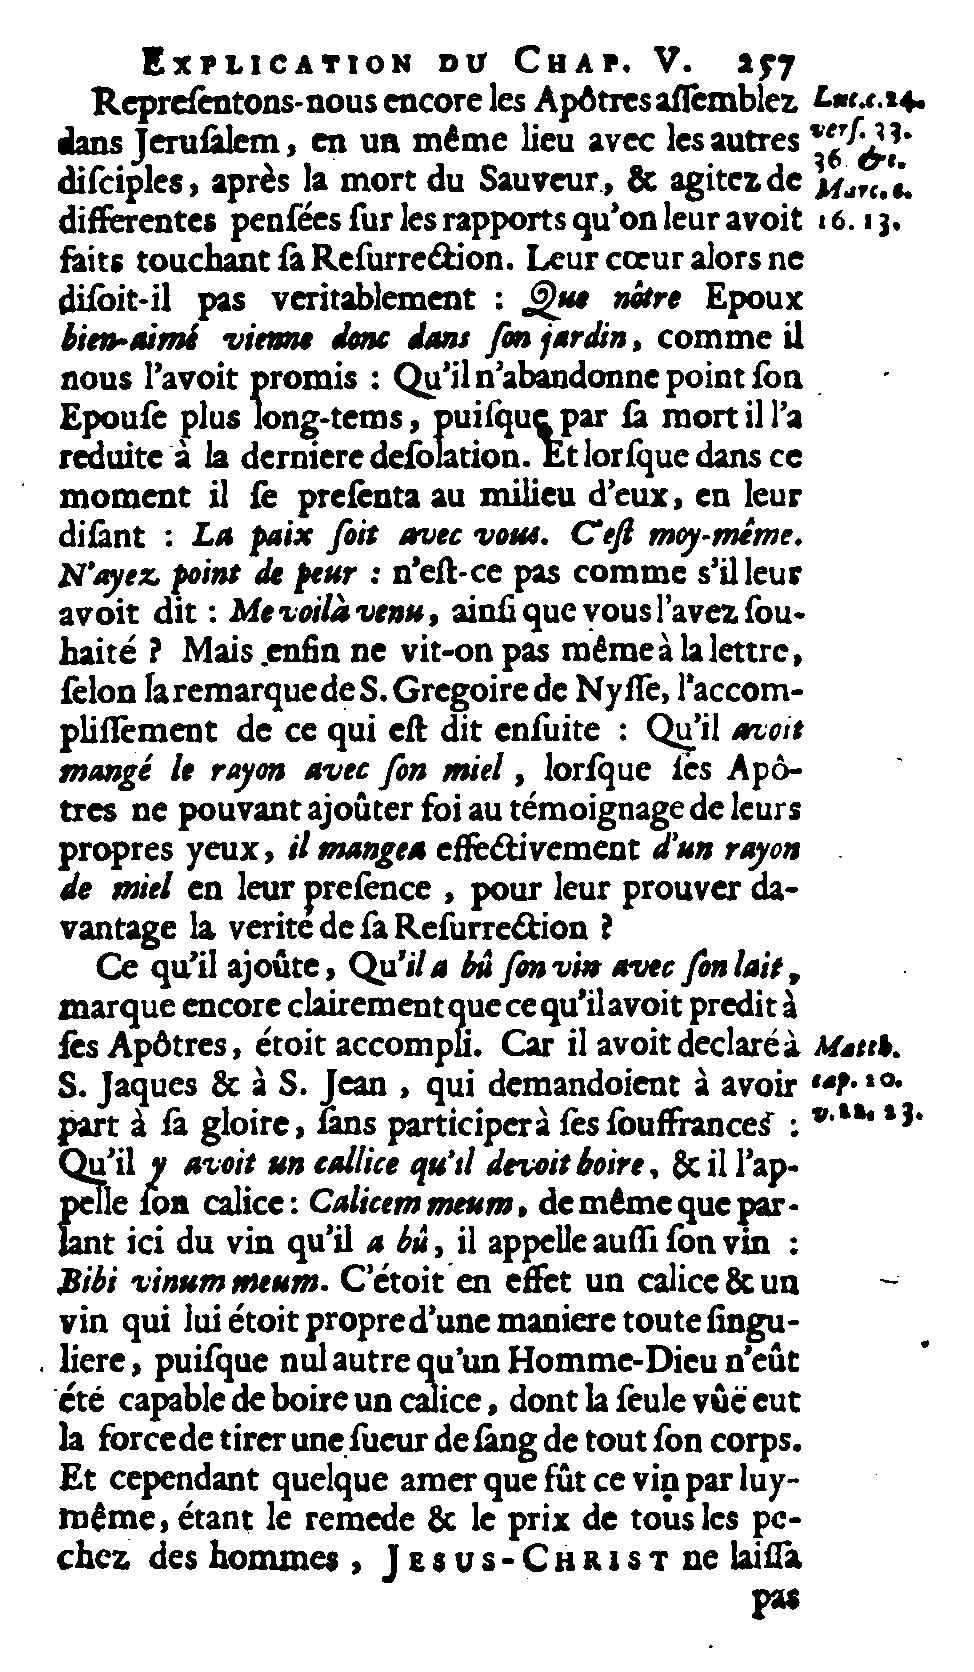 EXPLICATION DU CHAP. V. 257
Repreſentons-nous encore les Apôtres aſſemblez Luc. c. 24.
dans Jeruſalem, en un même lieu avec les autres verſ. 33.
diſciples, après la mort du Sauveur, & agitez de 36 &c.
differentes penſées ſur les rapports qu'on leur avoit Marc. c. 16. 13.
faits touchant ſa Reſurrection. Leur cœur alors ne
diſoit-il pas veritablement : Que nôtre Epoux
bien-aimé vienne donc dans ſon jardin, comme il
nous l'avoit promis : Qu'il n'abandonne point ſon
Epouſe plus long-tems, puiſque par ſa mort il l'a
reduite à la derniere deſolation. Et lorſque dans ce
moment il ſe preſenta au milieu d'eux, en leur
diſant : La paix ſoit avec vous. C'eſt moy-même.
N'ayez point de peur : n'eſt-ce pas comme s'il leur
avoit dit : Me voilà venu, ainſi que vous l'avez ſou-
haité ? Mais enfin ne vit-on pas même à la lettre,
ſelon la remarque de S. Gregoire de Nyſſe, l'accom-
pliſſement de ce qui eſt dit enſuite : Qu'il avoit
mangé le rayon avec ſon miel, lorſque ſes Apô-
tres ne pouvant ajoûter foi au témoignage de leurs
propres yeux, il mangea effectivement d'un rayon
de miel en leur preſence, pour leur prouver da-
vantage la verité de ſa Reſurrection ?
Ce qu'il ajoûte, Qu'il a bû ſon vin avec ſon lait,
marque encore clairement que ce qu'il avoit predit à
ſes Apôtres, étoit accompli. Car il avoit declaré à Matth.
S. Jaques & à S. Jean, qui demandoient à avoir cap. 20.
part à ſa gloire, ſans participer à ſes ſouffrances : v. 22. 23.
Qu'il y avoit un callice qu'il devoit boire, & il l'ap-
pelle ſon calice : Calicem meum, de même que par-
lant ici du vin qu'il a bû, il appelle auſſi ſon vin :
Bibi vinum meum. C'étoit en effet un calice & un
vin qui lui étoit propre d'une maniere toute ſingu-
liere, puiſque nul autre qu'un Homme-Dieu n'eût
été capable de boire un calice, dont la ſeule vûë eut
la force de tirer une ſueur de ſang de tout ſon corps.
Et cependant quelque amer que fût ce vin par luy-
même, étant le remede & le prix de tous les pe-
chez des hommes, JESUS-CHRIST ne laiſſa
pas